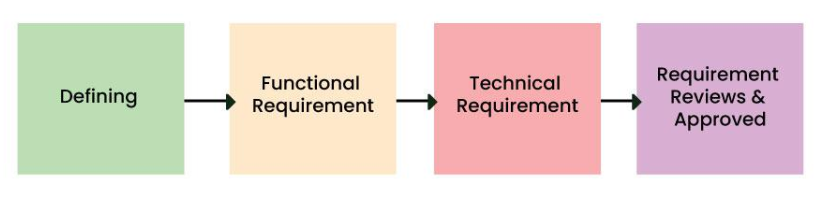 Defining
Functional
Requirement
Technical
Requirement
Requirement
Reviews &
Approved